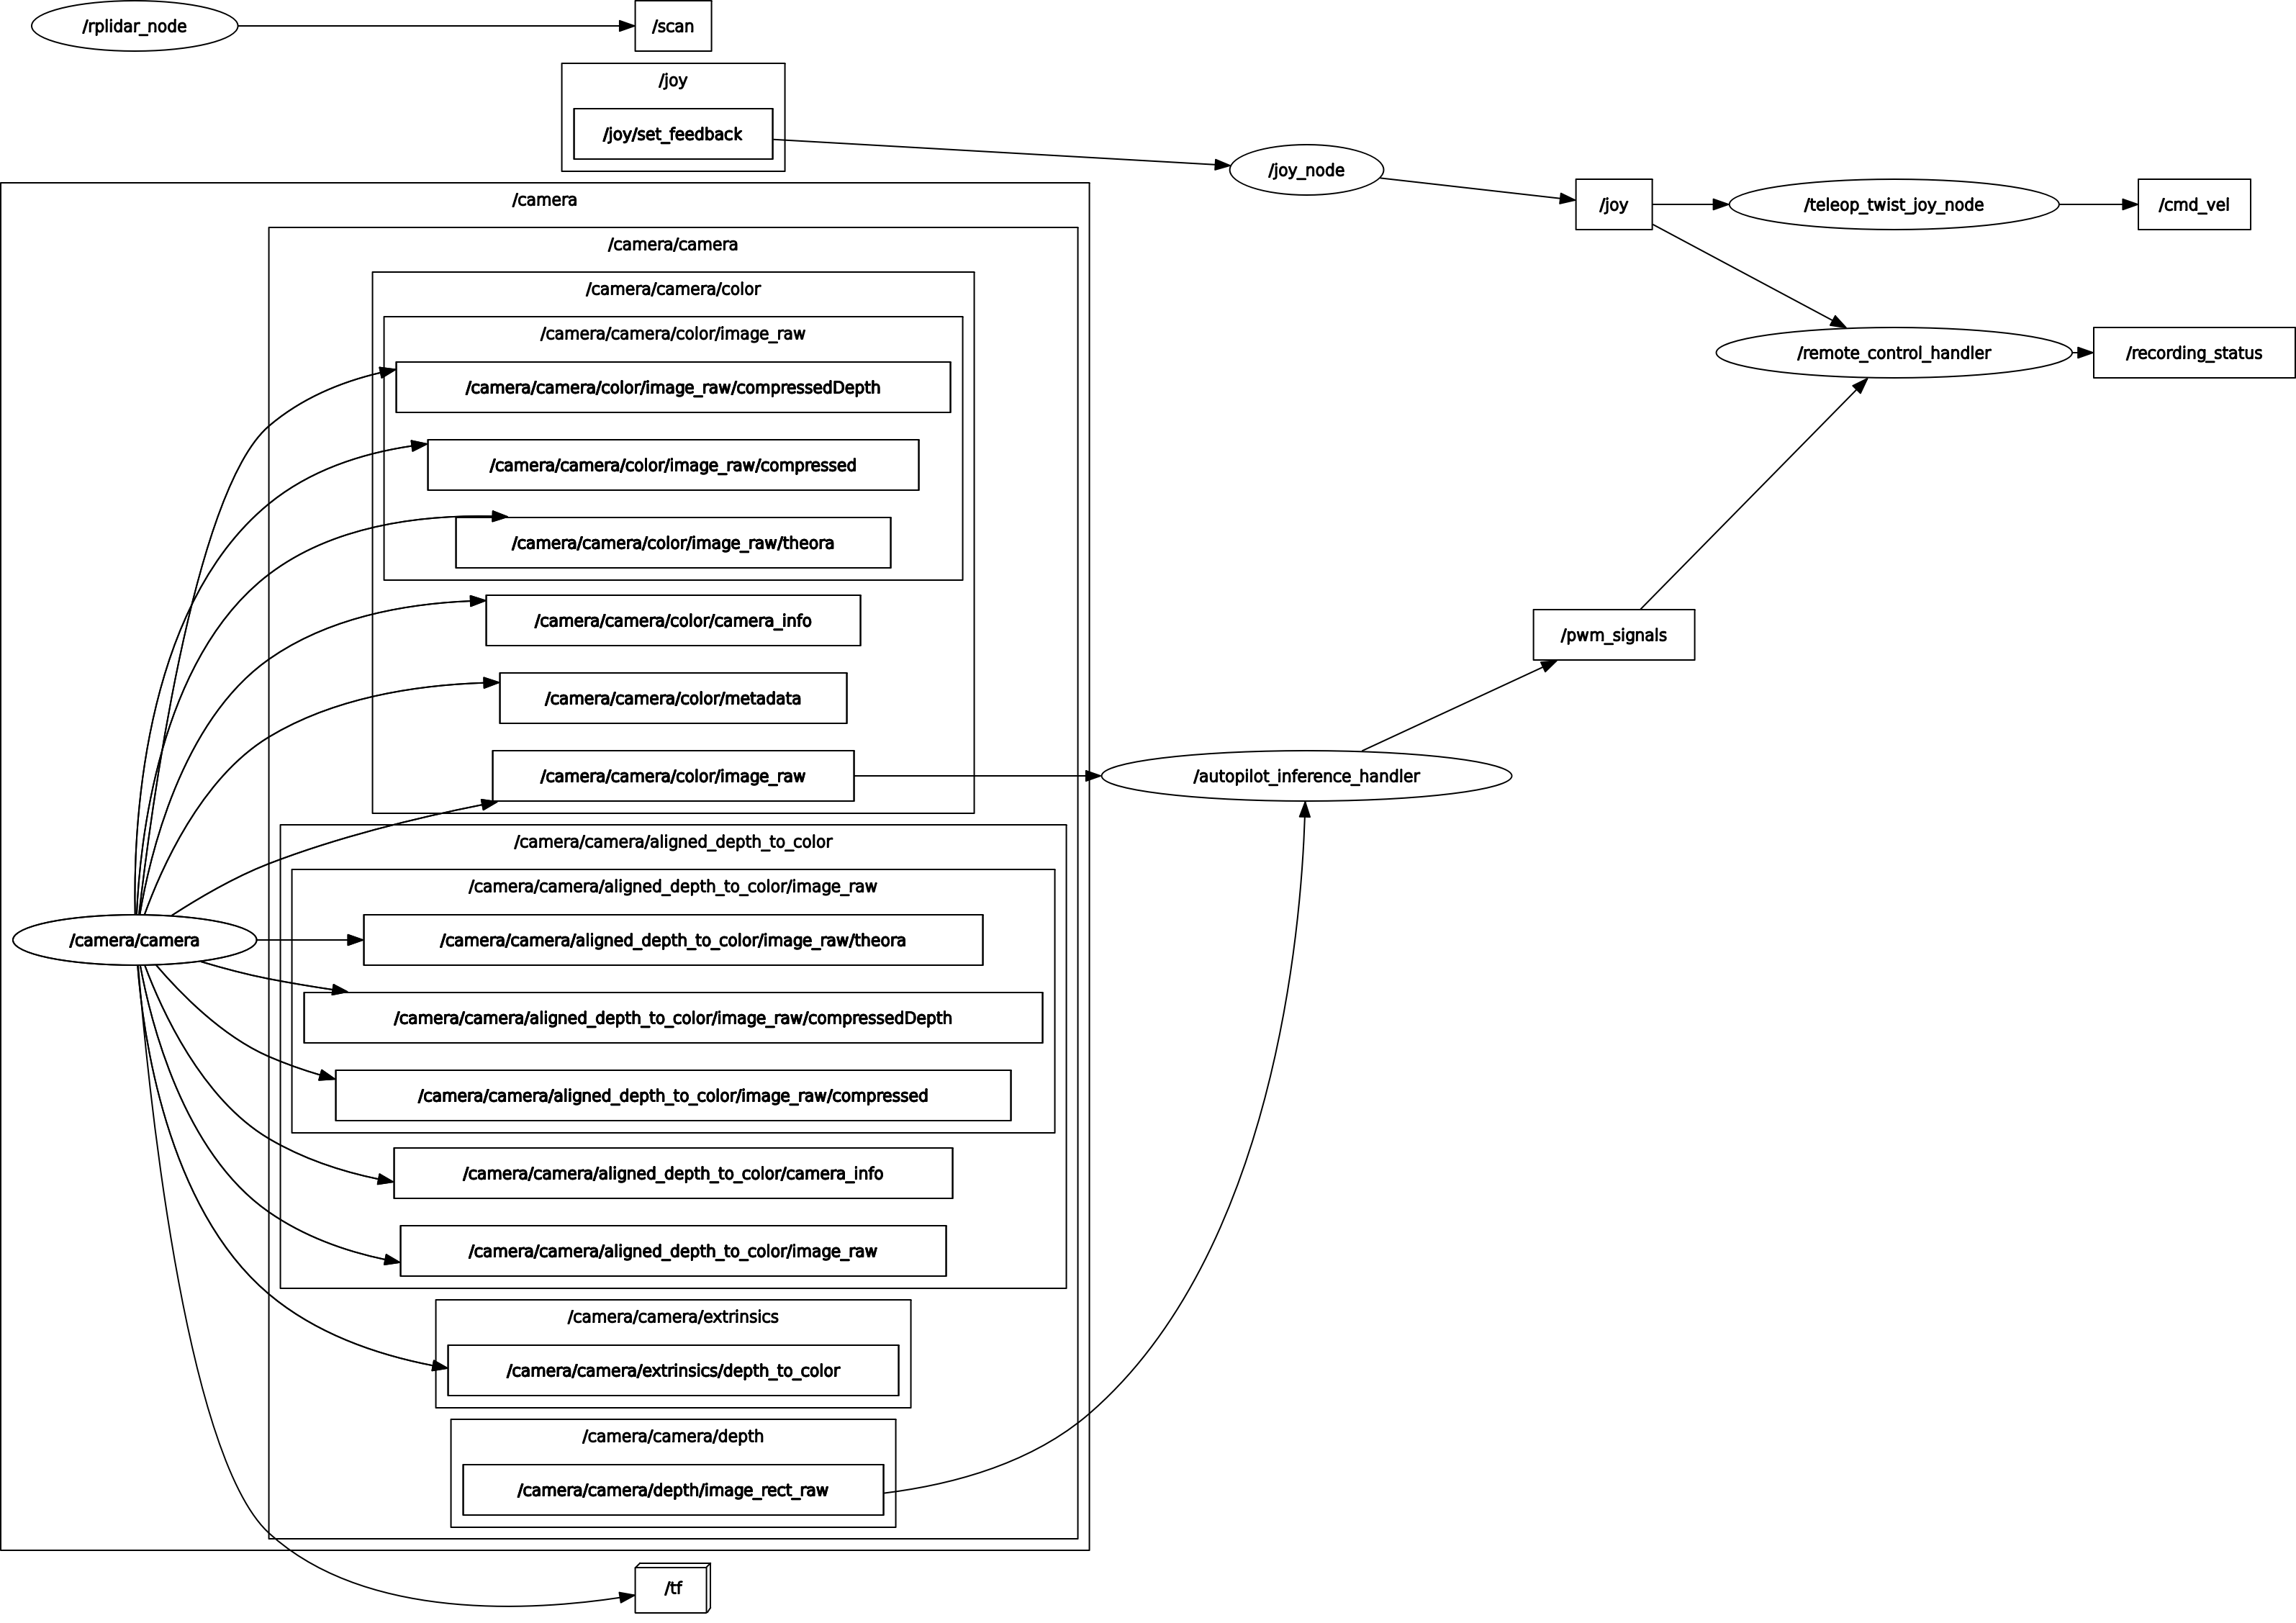 /rplidar_node
/scan
/joy
/joy/set_feedback
/joy_node
/joy
/teleop_twist_joy_node
/cmd_vel
/remote_control_handler
/recording_status
/camera
/camera/camera
/camera/camera/color
/camera/camera/color/image_raw
/camera/camera/color/image_raw/compressedDepth
/camera/camera/color/image_raw/compressed
/camera/camera/color/image_raw/theora
/camera/camera/color/camera_info
/pwm_signals
/camera/camera/color/metadata
/camera/camera/color/image_raw
/autopilot_inference_handler
/camera/camera/aligned_depth_to_color
/camera/camera/aligned_depth_to_color/image_raw
/camera/camera
/camera/camera/aligned_depth_to_color/image_raw/theora
/camera/camera/aligned_depth_to_color/image_raw/compressedDepth
/camera/camera/aligned_depth_to_color/image_raw/compressed
/camera/camera/aligned_depth_to_color/camera_info
/camera/camera/aligned_depth_to_color/image_raw
/camera/camera/extrinsics
/camera/camera/extrinsics/depth_to_color
/camera/camera/depth
/camera/camera/depth/image_rect_raw
/tf